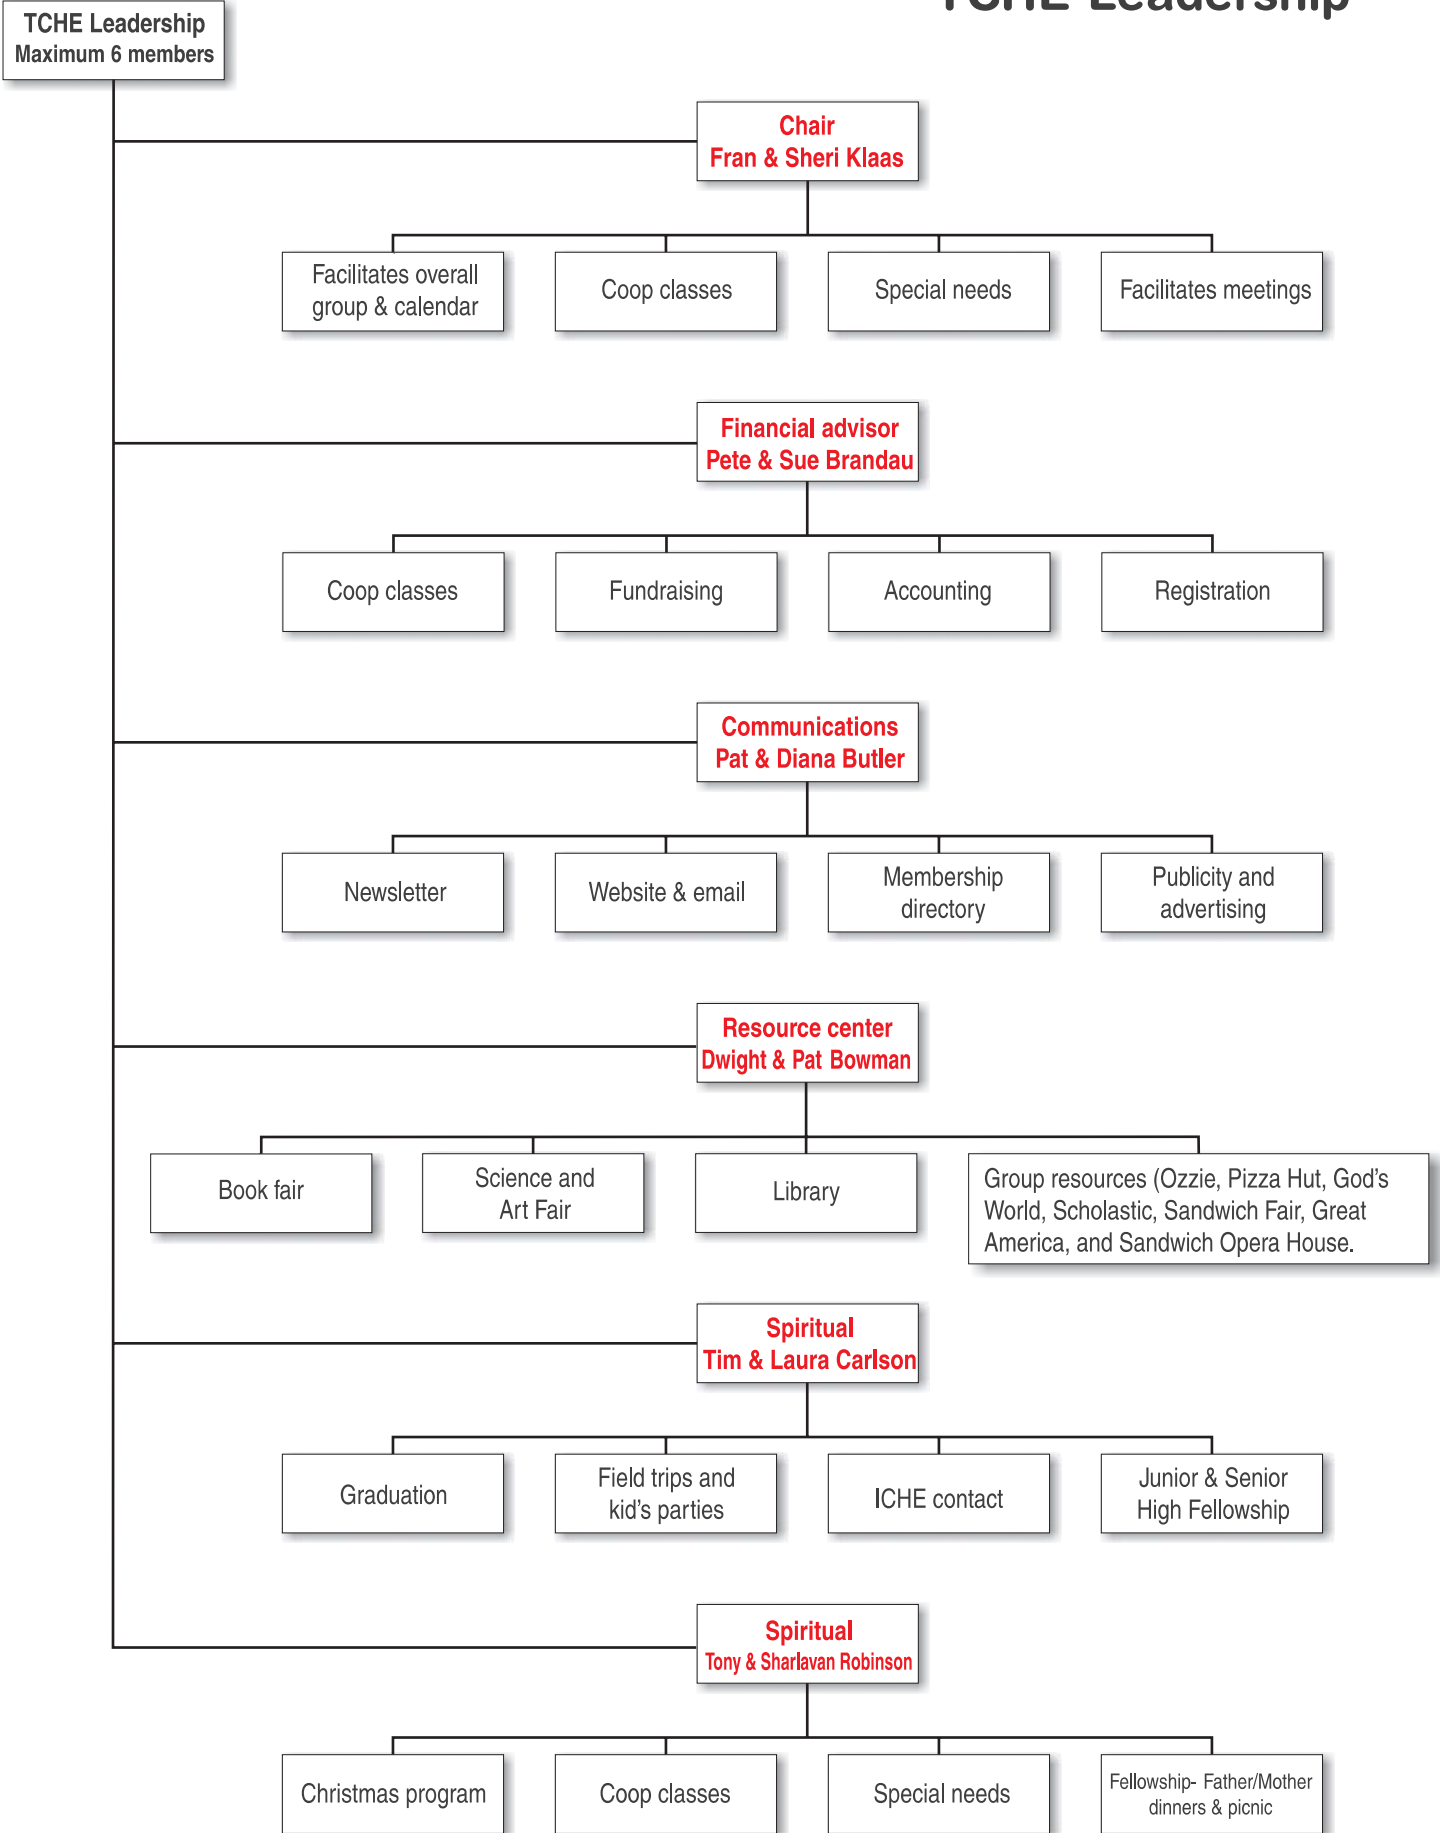 TCHE Leadership
TCHE Leadership
Maximum 6 members
Chair
Fran & Sheri Klaas
Facilitates overall
group & calendar
Coop classes
Special needs
Facilitates meetings
Financial advisor
Pete & Sue Brandau
Coop classes
Fundraising
Accounting
Registration
Communications
Pat & Diana Butler
Newsletter
Website & email
Membership
directory
Publicity and
advertising
Resource center
Dwight & Pat Bowman
Book fair
Science and
Art Fair
Library
Group resources (Ozzie, Pizza Hut, God's
World, Scholastic, Sandwich Fair, Great
America, and Sandwich Opera House.
Spiritual
Tim & Laura Carlson
Graduation
Field trips and
kid's parties
ICHE contact
Junior & Senior
High Fellowship
Spiritual
Tony & Sharlavan Robinson
Christmas program
Coop classes
Special needs
Fellowship- Father/Mother
dinners & picnic